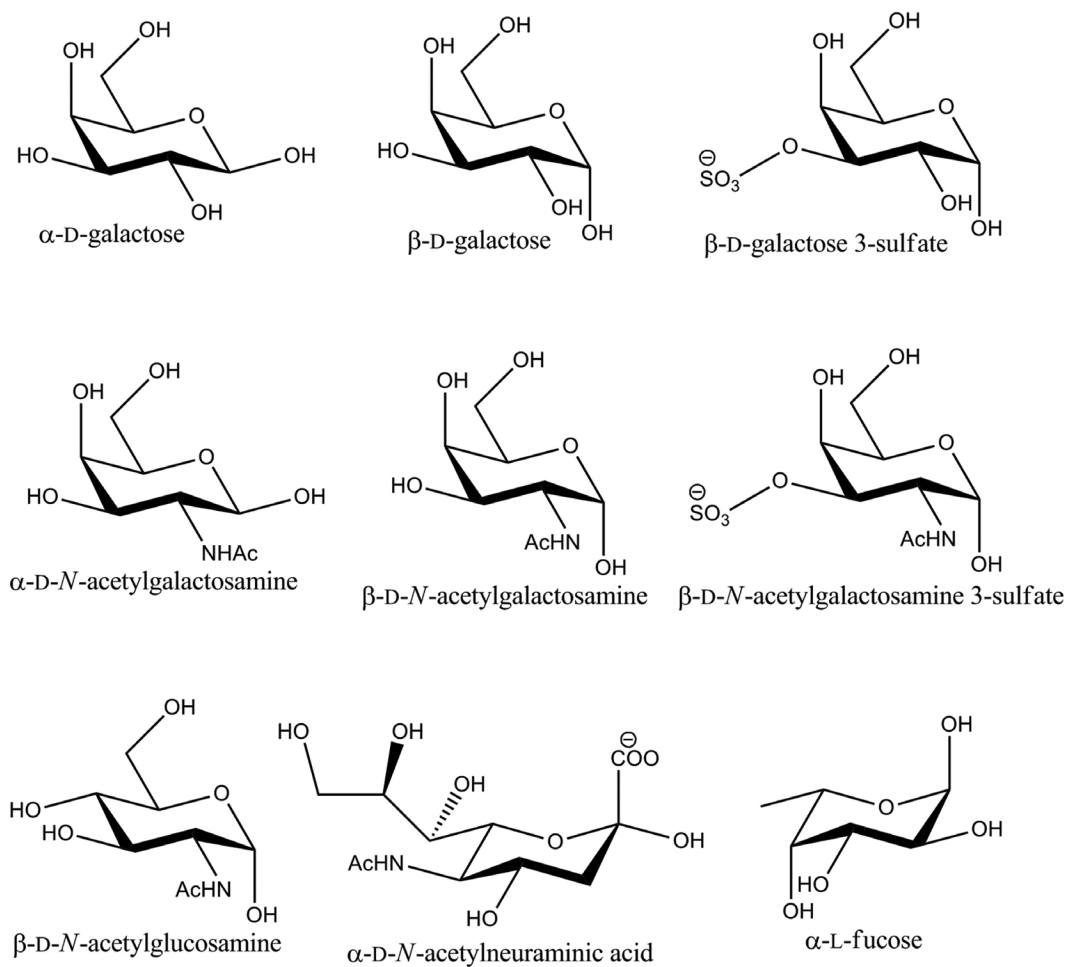 OH
OH
O
HO
OH
OH
α-D-galactose
OH
OH
O
HO
OH
OH
β-D-galactose
OH
OH
O
O
⊖
SO₃
OH
OH
β-D-galactose 3-sulfate
OH
OH
O
HO
OH
NHAc
α-D-N-acetylgalactosamine
OH
OH
O
HO
AcHN
OH
β-D-N-acetylgalactosamine
OH
OH
O
O
⊖
SO₃
AcHN
OH
β-D-N-acetylgalactosamine 3-sulfate
OH
O
HO
HO
AcHN
OH
β-D-N-acetylglucosamine
HO
OH
⊖
COO
OH
O
OH
AcHN
HO
α-D-N-acetylneuraminic acid
OH
O
OH
HO
OH
α-L-fucose